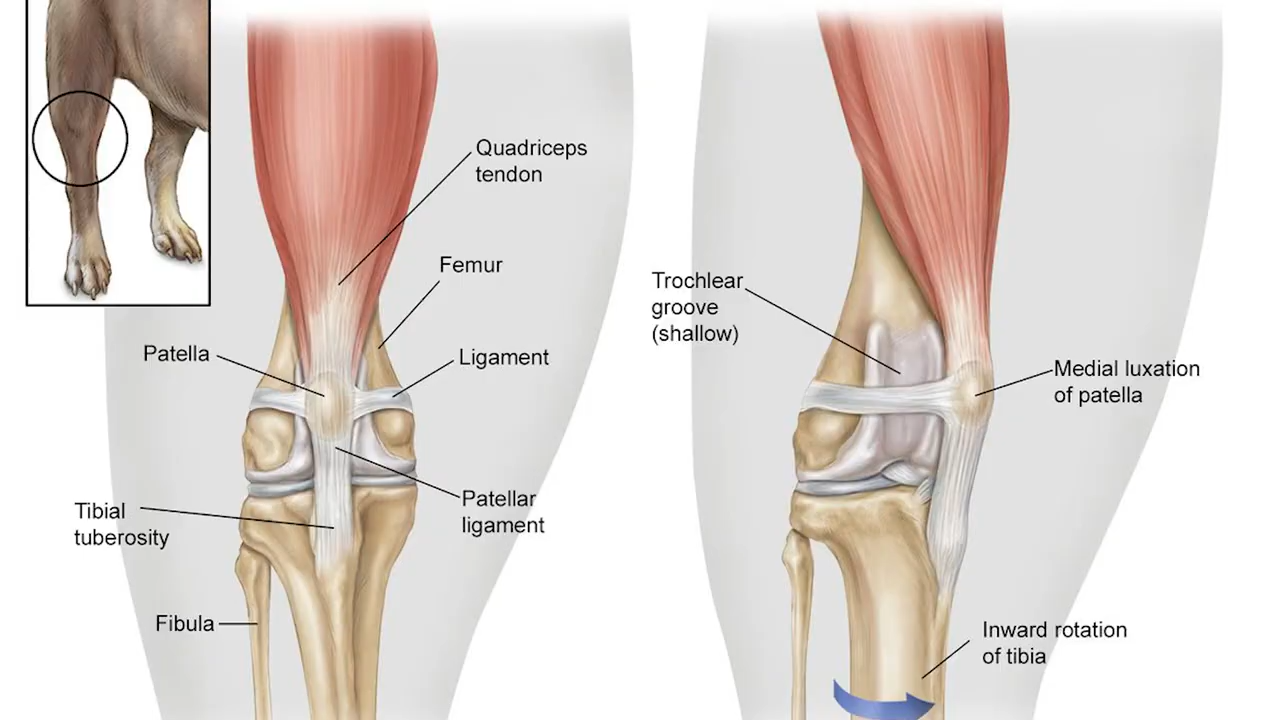 Quadriceps
tendon
Femur
Patella
Ligament
Patellar
ligament
Tibial
tuberosity
Fibula
Trochlear
groove
(shallow)
Medial luxation
of patella
Inward rotation
of tibia